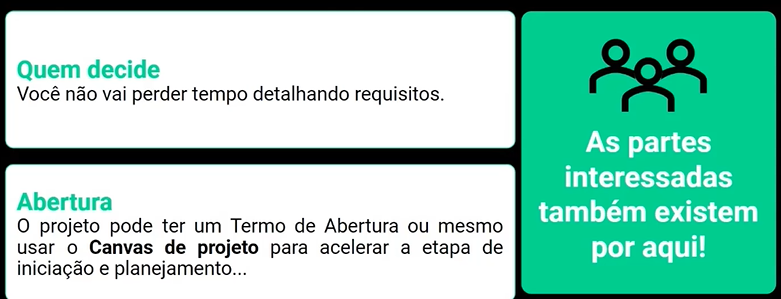 Quem decide
Você não vai perder tempo detalhando requisitos.
Abertura
O projeto pode ter um Termo de Abertura ou mesmo
usar o Canvas de projeto para acelerar a etapa de
iniciação e planejamento...
As partes
interessadas
também existem
por aqui!